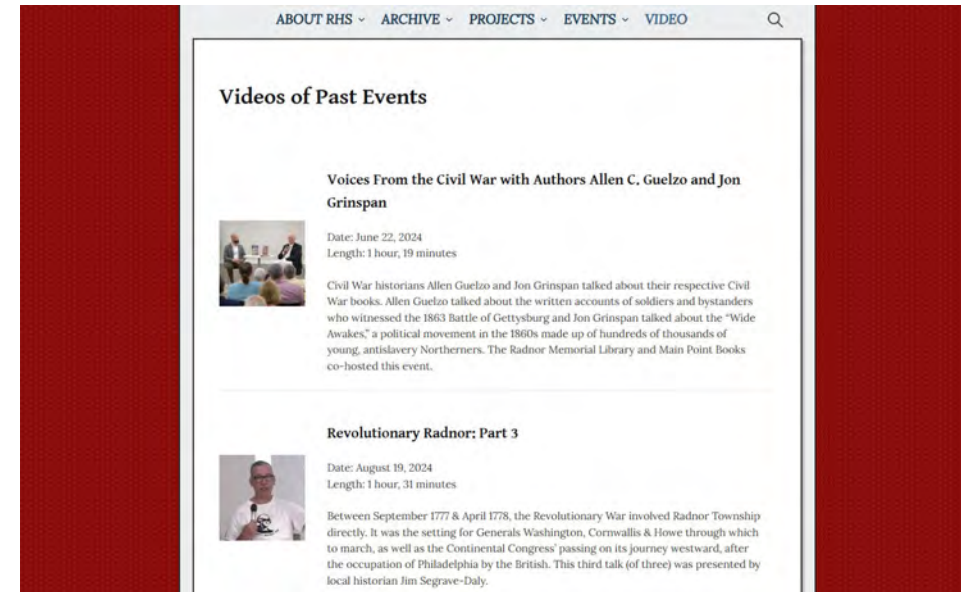 ABOUT RHS ARCHIVE PROJECTS EVENTS VIDEO
Videos of Past Events
Voices From the Civil War with Authors Allen C. Guelzo and Jon
Grinspan
Date: June 22, 2024
Length: 1 hour, 19 minutes
Civil War historians Allen Guelzo and Jon Grinspan talked about their respective Civil
War books. Allen Guelzo talked about the written accounts of soldiers and bystanders
who witnessed the 1863 Battle of Gettysburg and Jon Grinspan talked about the “Wide
Awakes,” a political movement in the 1860s made up of hundreds of thousands of
young, antislavery Northerners. The Radnor Memorial Library and Main Point Books
co-hosted this event.
Revolutionary Radnor: Part 3
Date: August 19, 2024
Length: 1 hour, 31 minutes
Between September 1777 & April 1778, the Revolutionary War involved Radnor Township
directly. It was the setting for Generals Washington, Cornwallis & Howe through which
to march, as well as the Continental Congress’ passing on its journey westward, after
the occupation of Philadelphia by the British. This third talk (of three) was presented by
local historian Jim Segrave-Daly.